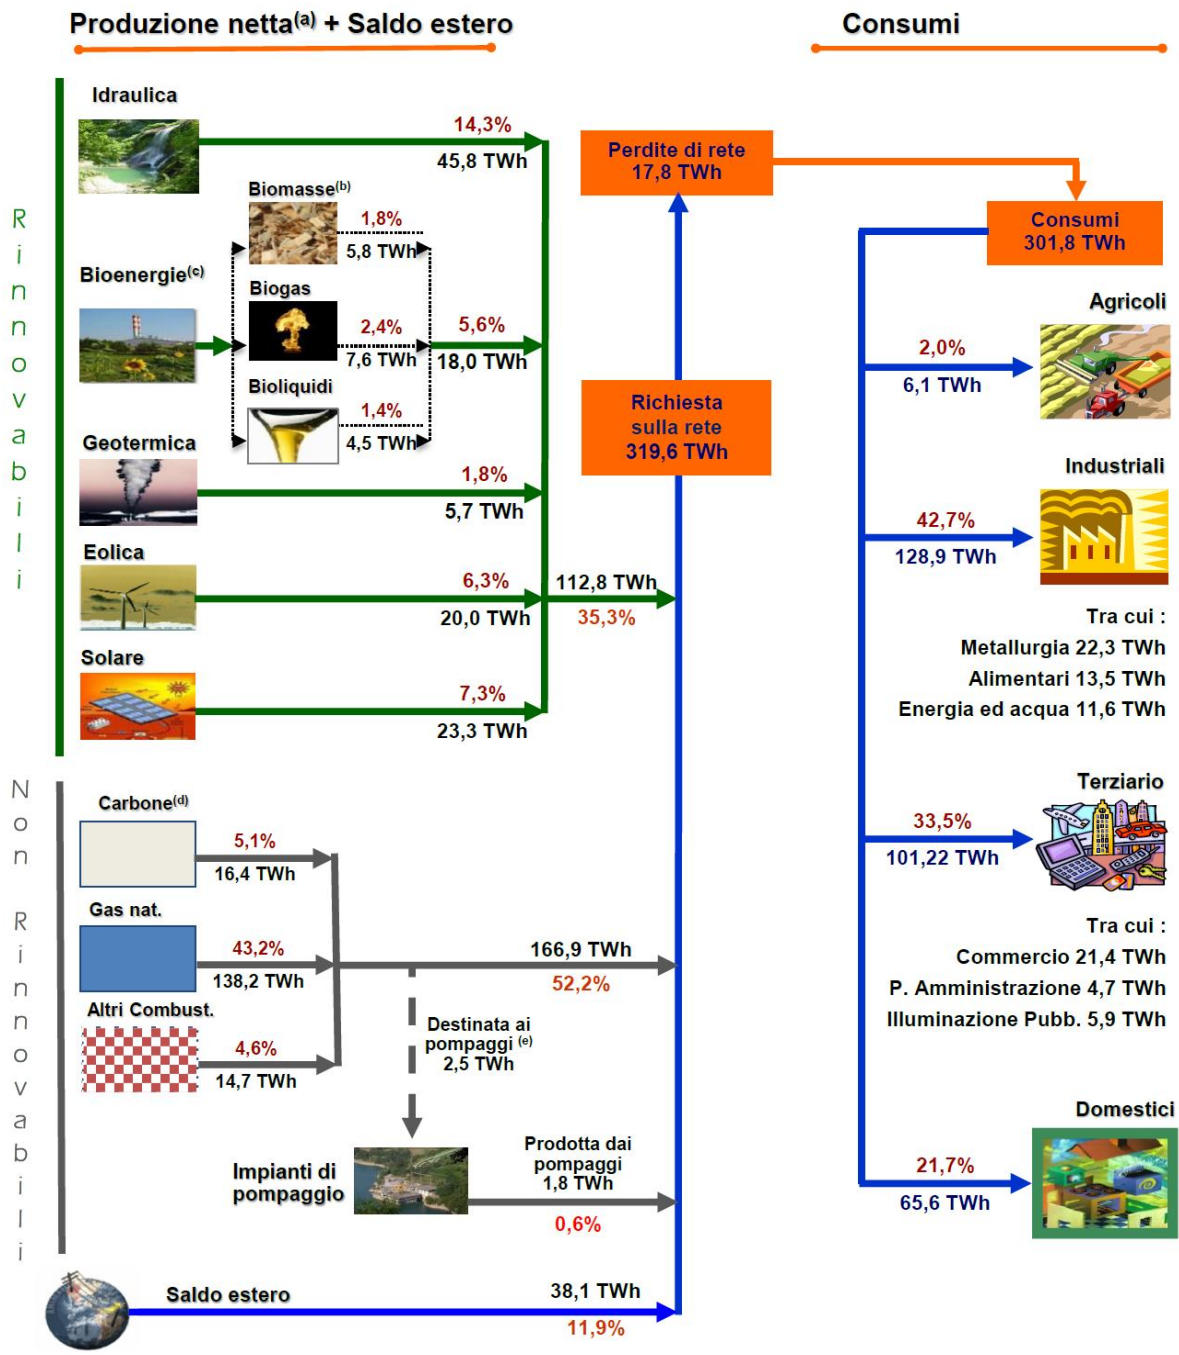 Produzione netta(a) + Saldo estero
Consumi
Rinnovabili
Idraulica
14,3%
45,8 TWh
Biomasse(b)
1,8%
5,8 TWh
Bioenergie(c)
Biogas
2,4%
7,6 TWh
5,6%
18,0 TWh
Bioliquidi
1,4%
4,5 TWh
Geotermica
1,8%
5,7 TWh
Eolica
6,3%
20,0 TWh
112,8 TWh
35,3%
Solare
7,3%
23,3 TWh
Non Rinnovabili
Carbone(d)
5,1%
16,4 TWh
Gas nat.
43,2%
138,2 TWh
166,9 TWh
52,2%
Altri Combust.
4,6%
14,7 TWh
Destinata ai
pompaggi (e)
2,5 TWh
Impianti di
pompaggio
Prodotta dai
pompaggi
1,8 TWh
0,6%
Saldo estero
38,1 TWh
11,9%
Perdite di rete
17,8 TWh
Richiesta
sulla rete
319,6 TWh
Consumi
301,8 TWh
Agricoli
2,0%
6,1 TWh
Industriali
42,7%
128,9 TWh
Tra cui :
Metallurgia 22,3 TWh
Alimentari 13,5 TWh
Energia ed acqua 11,6 TWh
Terziario
33,5%
101,22 TWh
Tra cui :
Commercio 21,4 TWh
P. Amministrazione 4,7 TWh
Illuminazione Pubb. 5,9 TWh
Domestici
21,7%
65,6 TWh